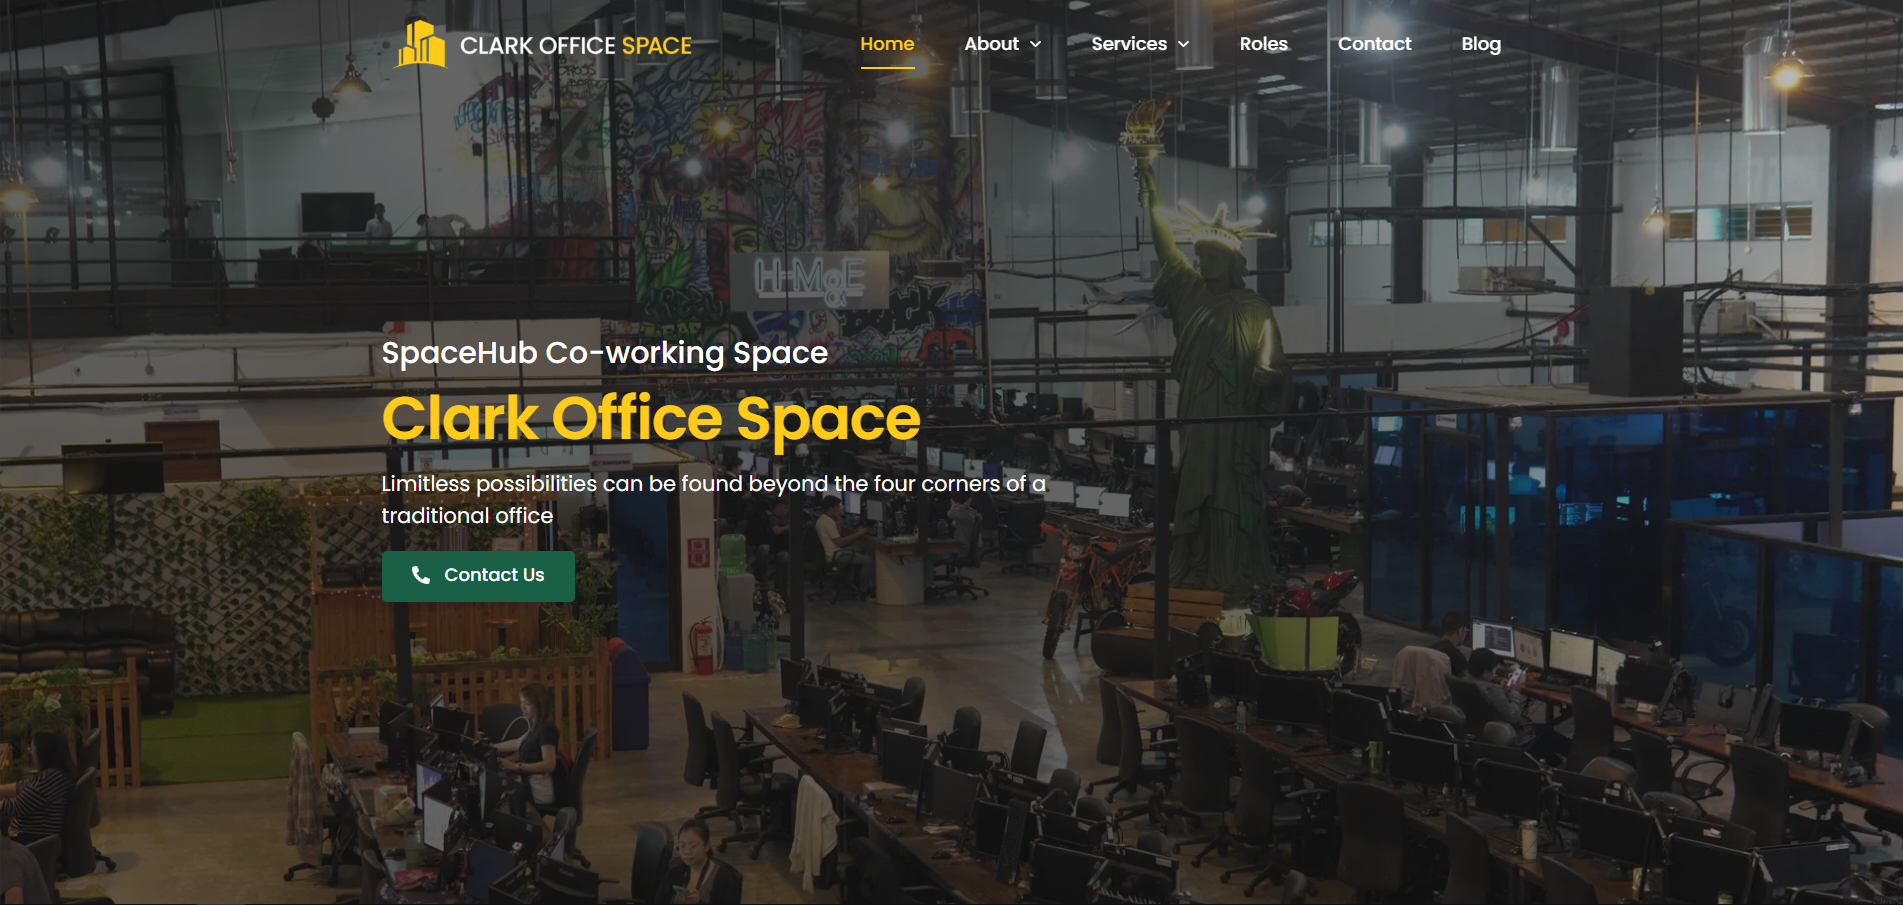 CLARK OFFICE SPACE
Home About Services Roles Contact Blog
SpaceHub Co-working Space
Clark Office Space
Limitless possibilities can be found beyond the four corners of a
traditional office
Contact Us